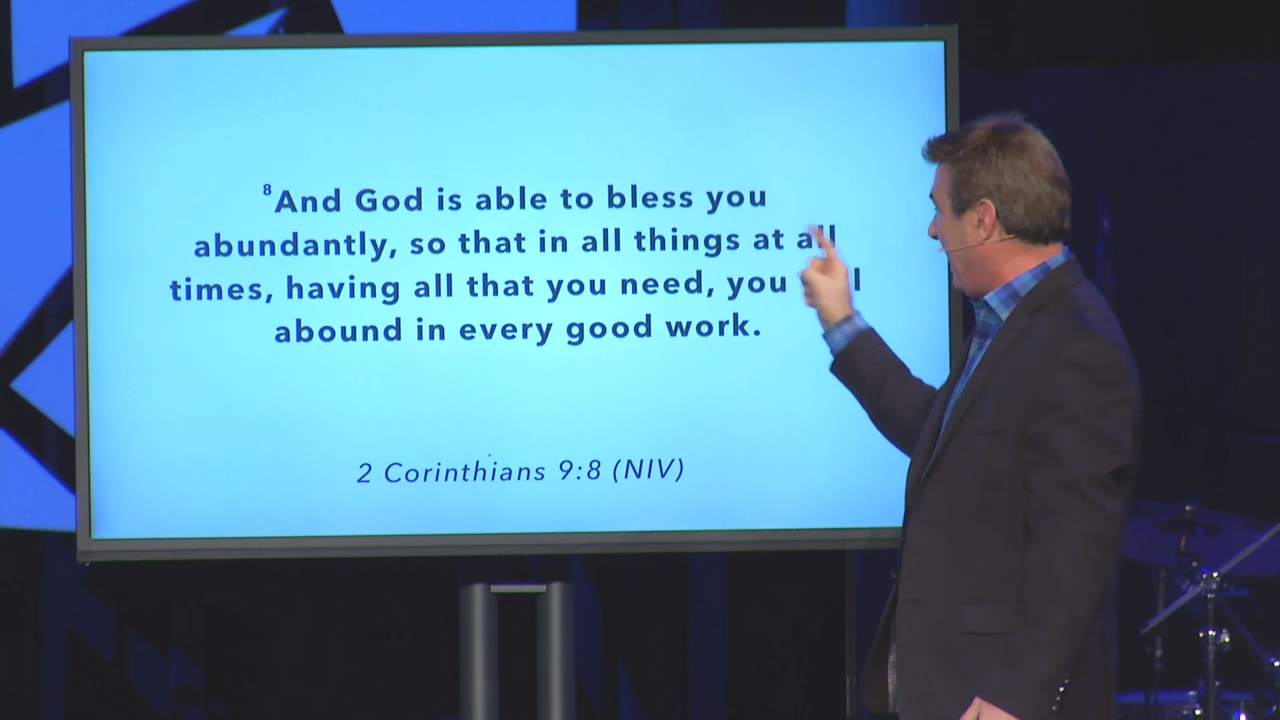 ⁸And God is able to bless you
abundantly, so that in all things at all
times, having all that you need, you
abound in every good work.
2 Corinthians 9:8 (NIV)